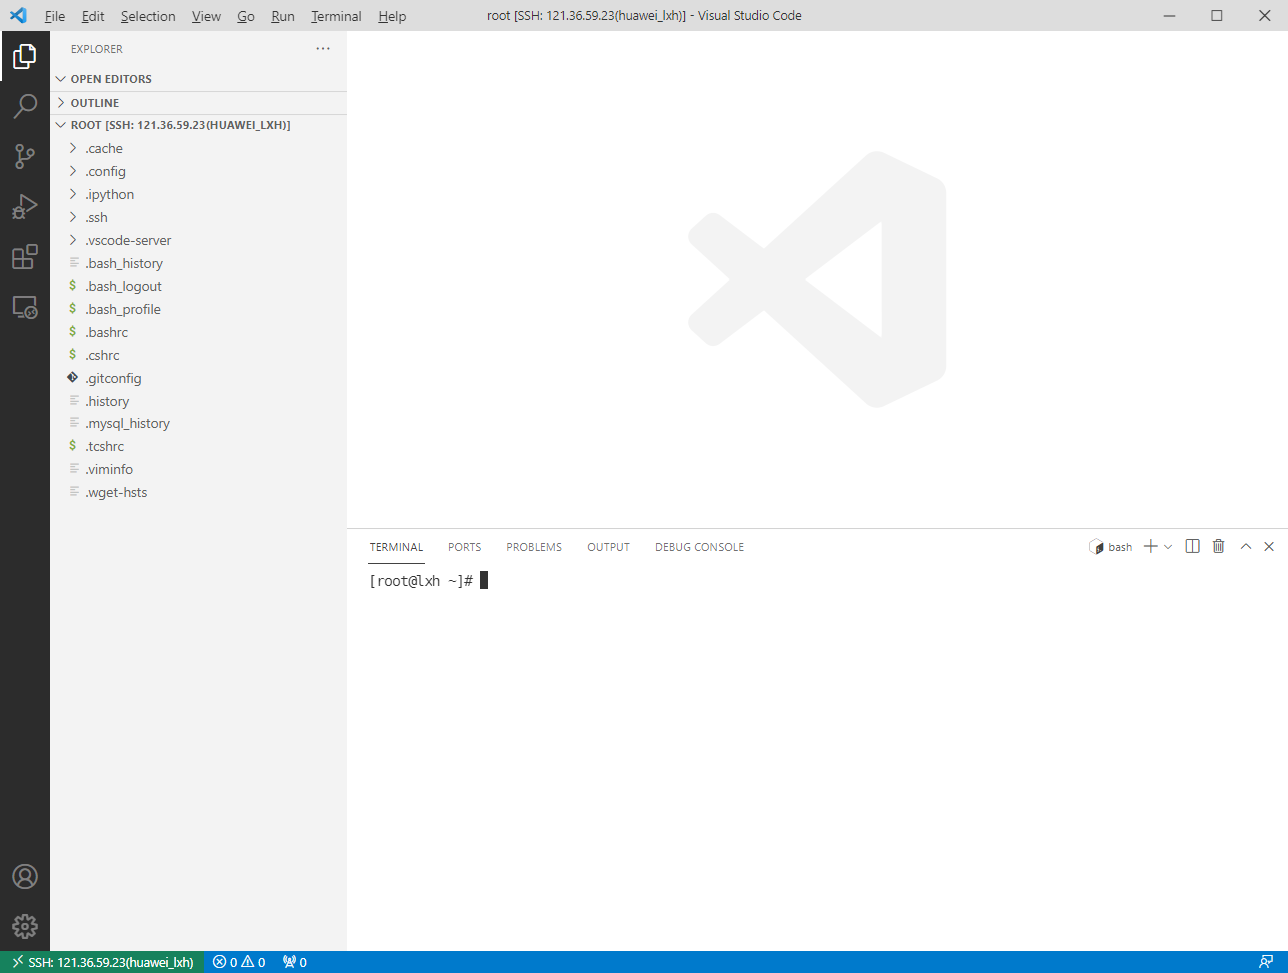 File Edit Selection View Go Run Terminal Help root [SSH: 121.36.59.23(huawei_lxh)] - Visual Studio Code
EXPLORER
OPEN EDITORS
OUTLINE
ROOT [SSH: 121.36.59.23(HUAWEI_LXH)]
.cache
.config
.ipython
.ssh
.vscode-server
.bash_history
.bash_logout
.bash_profile
.bashrc
.cshrc
.gitconfig
.history
.mysql_history
.tcshrc
.viminfo
.wget-hsts
TERMINAL PORTS PROBLEMS OUTPUT DEBUG CONSOLE bash
[root@lxh ~]#
SSH: 121.36.59.23(huawei_lxh) 0 0 0